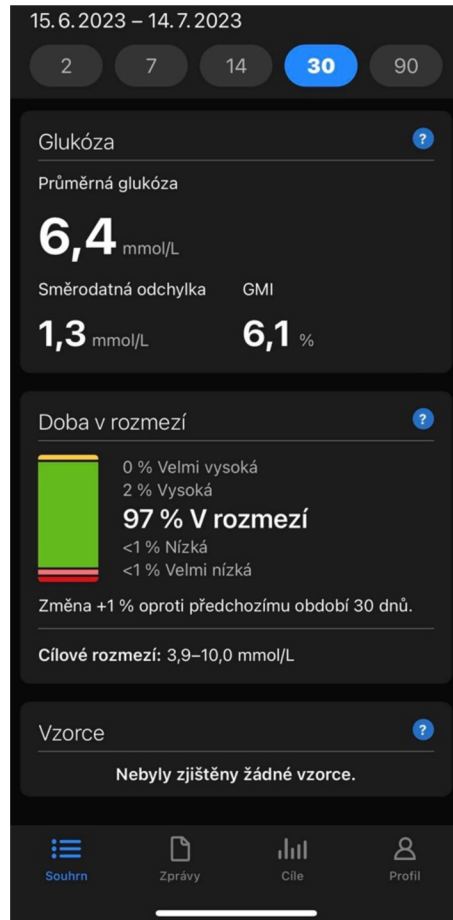 15. 6. 2023 – 14. 7. 2023
2 7 14 30 90
Glukóza ?
Průměrná glukóza
6,4 mmol/L
Směrodatná odchylka GMI
1,3 mmol/L 6,1 %
Doba v rozmezí ?
0 % Velmi vysoká
2 % Vysoká
97 % V rozmezí
<1 % Nízká
<1 % Velmi nízká
Změna +1 % oproti předchozímu období 30 dnů.
Cílové rozmezí: 3,9–10,0 mmol/L
Vzorce ?
Nebyly zjištěny žádné vzorce.
Souhrn Zprávy Cíle Profil